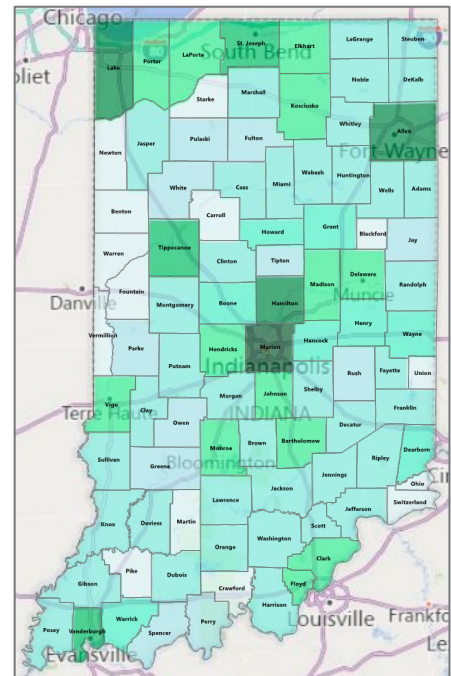 Chicago
Steuben
LaGrange
St. Joseph
Elkhart
LaPorte
South Bend
Porter
Lake
oliet
Noble
DeKalb
Marshall
Kosciusko
Starke
Whitley
Allen
Jasper
Pulaski
Fulton
Fort Wayne
Newton
Wabash
Huntington
Miami
White
Cass
Wells
Adams
Benton
Carroll
Grant
Howard
Blackford
Jay
Tippecanoe
Warren
Clinton
Tipton
Delaware
Madison
Randolph
Fountain
Hamilton
Muncie
Danville
Montgomery
Boone
Henry
Vermillion
Wayne
Hancock
Marion
Parke
Hendricks
Indianapolis
Putnam
Rush
Fayette
Union
Shelby
Johnson
Morgan
Vigo
Terre Haute
INDIANA
Clay
Franklin
Owen
Decatur
Brown
Bartholomew
Monroe
Dearborn
Ripley
Sullivan
Greene
Bloomington
Jennings
Ohio
Jackson
Switzerland
Lawrence
Jefferson
Knox
Daviess
Martin
Scott
Washington
Orange
Clark
Pike
Dubois
Gibson
Floyd
Crawford
Harrison
Posey
Vanderburgh
Warrick
Spencer
Perry
Louisville
Frankfo
Evansville
Le